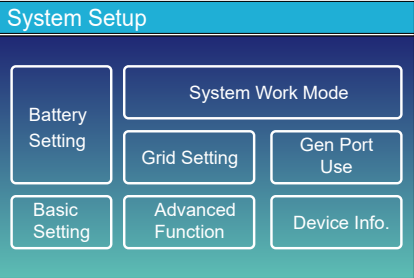 System Setup
Battery
Setting
System Work Mode
Grid Setting
Gen Port
Use
Basic
Setting
Advanced
Function
Device Info.